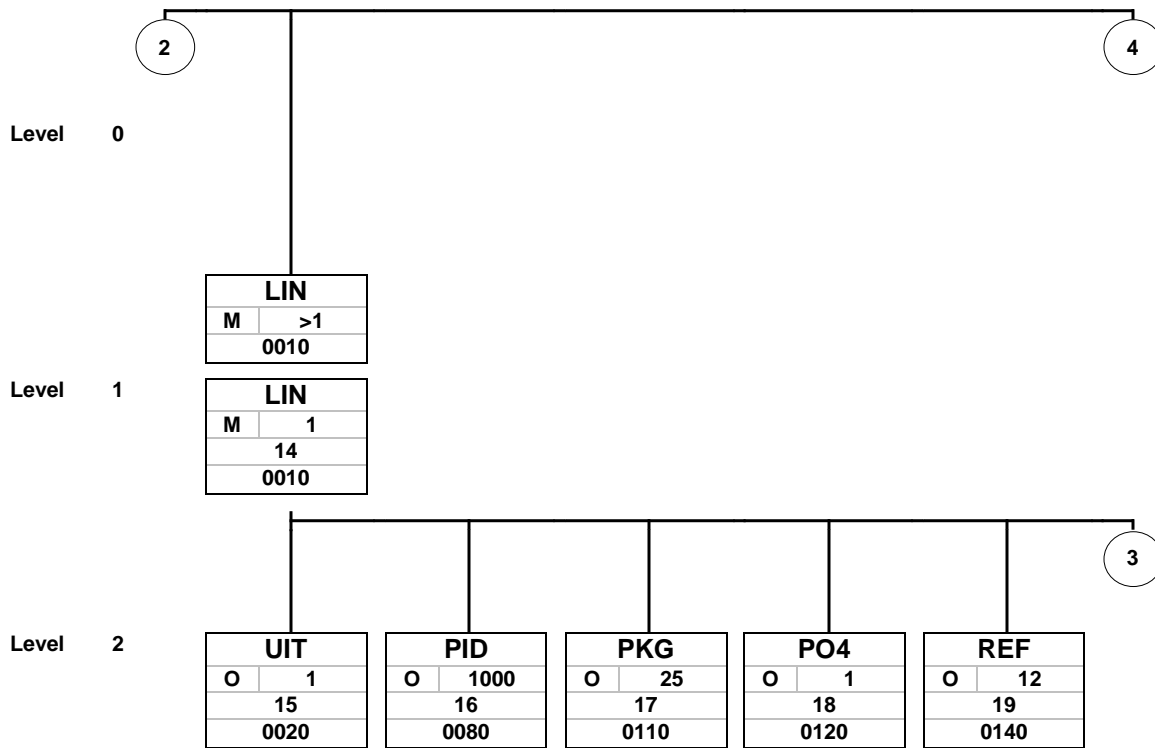 2 4
Level 0
LIN
M >1
0010
Level 1
LIN
M 1
14
0010
3
Level 2
UIT PID PKG PO4 REF
O 1 O 1000 O 25 O 1 O 12
15 16 17 18 19
0020 0080 0110 0120 0140